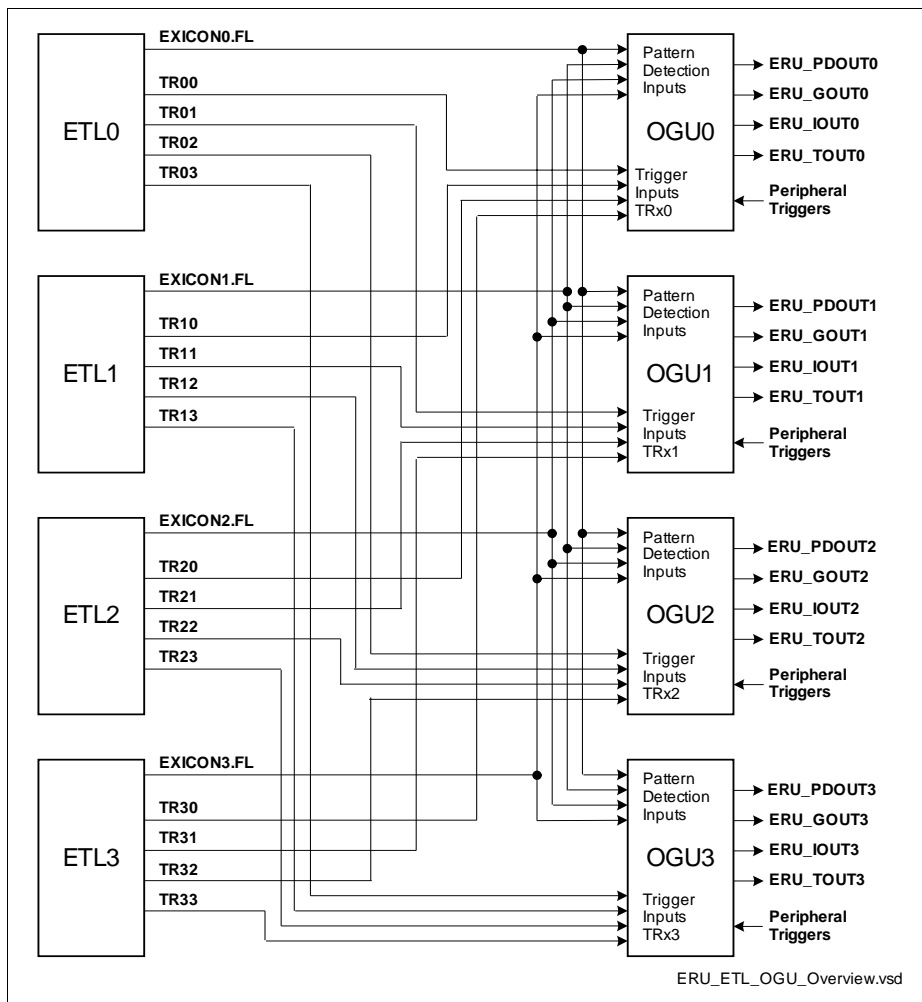 EXICON0.FL
TR00
TR01
TR02
TR03
ETL0
Pattern
Detection
Inputs
OGU0
Trigger
Inputs
TRx0
ERU_PDOUT0
ERU_GOUT0
ERU_IOUT0
ERU_TOUT0
Peripheral
Triggers
EXICON1.FL
TR10
TR11
TR12
TR13
ETL1
Pattern
Detection
Inputs
OGU1
Trigger
Inputs
TRx1
ERU_PDOUT1
ERU_GOUT1
ERU_IOUT1
ERU_TOUT1
Peripheral
Triggers
EXICON2.FL
TR20
TR21
TR22
TR23
ETL2
Pattern
Detection
Inputs
OGU2
Trigger
Inputs
TRx2
ERU_PDOUT2
ERU_GOUT2
ERU_IOUT2
ERU_TOUT2
Peripheral
Triggers
EXICON3.FL
TR30
TR31
TR32
TR33
ETL3
Pattern
Detection
Inputs
OGU3
Trigger
Inputs
TRx3
ERU_PDOUT3
ERU_GOUT3
ERU_IOUT3
ERU_TOUT3
Peripheral
Triggers
ERU_ETL_OGU_Overview.vsd